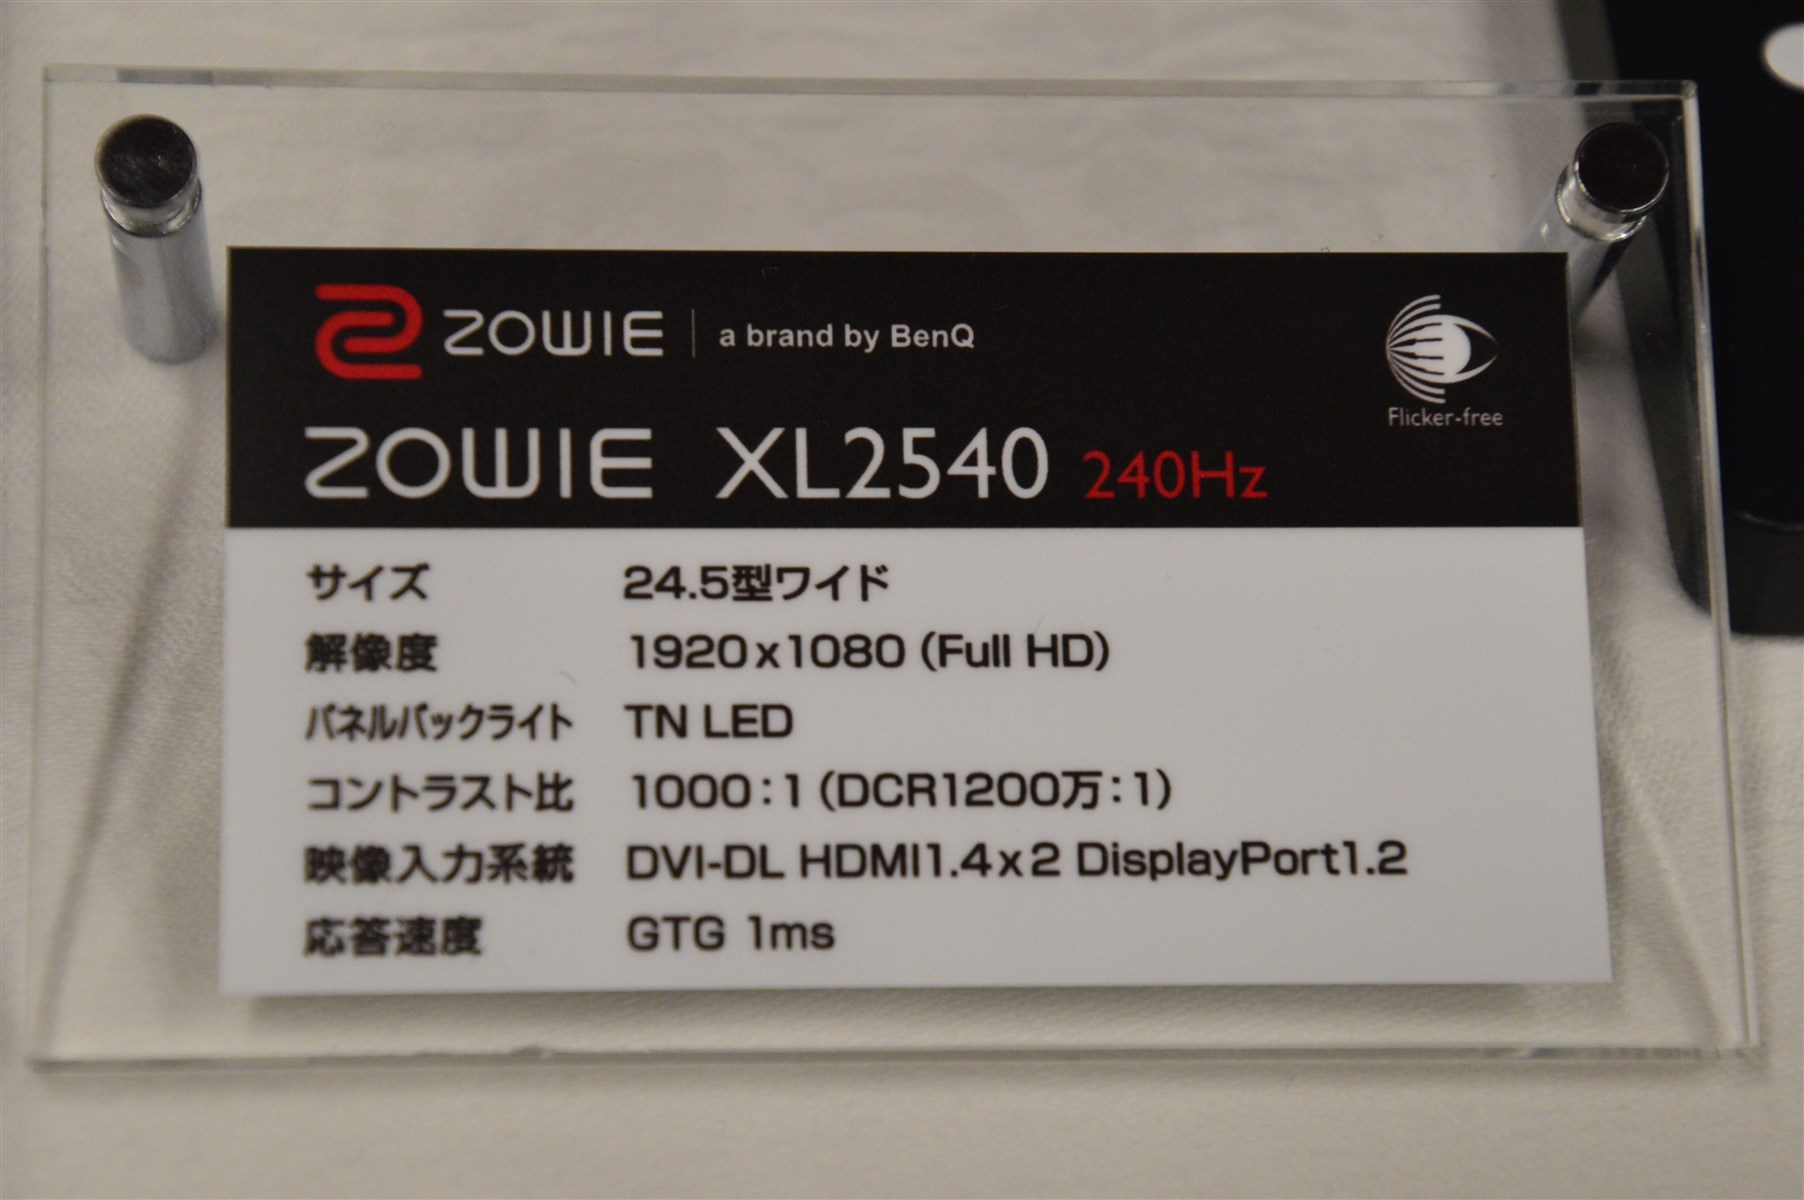 ZOWIE a brand by BenQ
Flicker-free
ZOWIE XL2540 240Hz
サイズ 24.5型ワイド
解像度 1920x1080 (Full HD)
パネルバックライト TN LED
コントラスト比 1000:1 (DCR1200万:1)
映像入力系統 DVI-DL HDMI1.4x2 DisplayPort1.2
応答速度 GTG 1ms